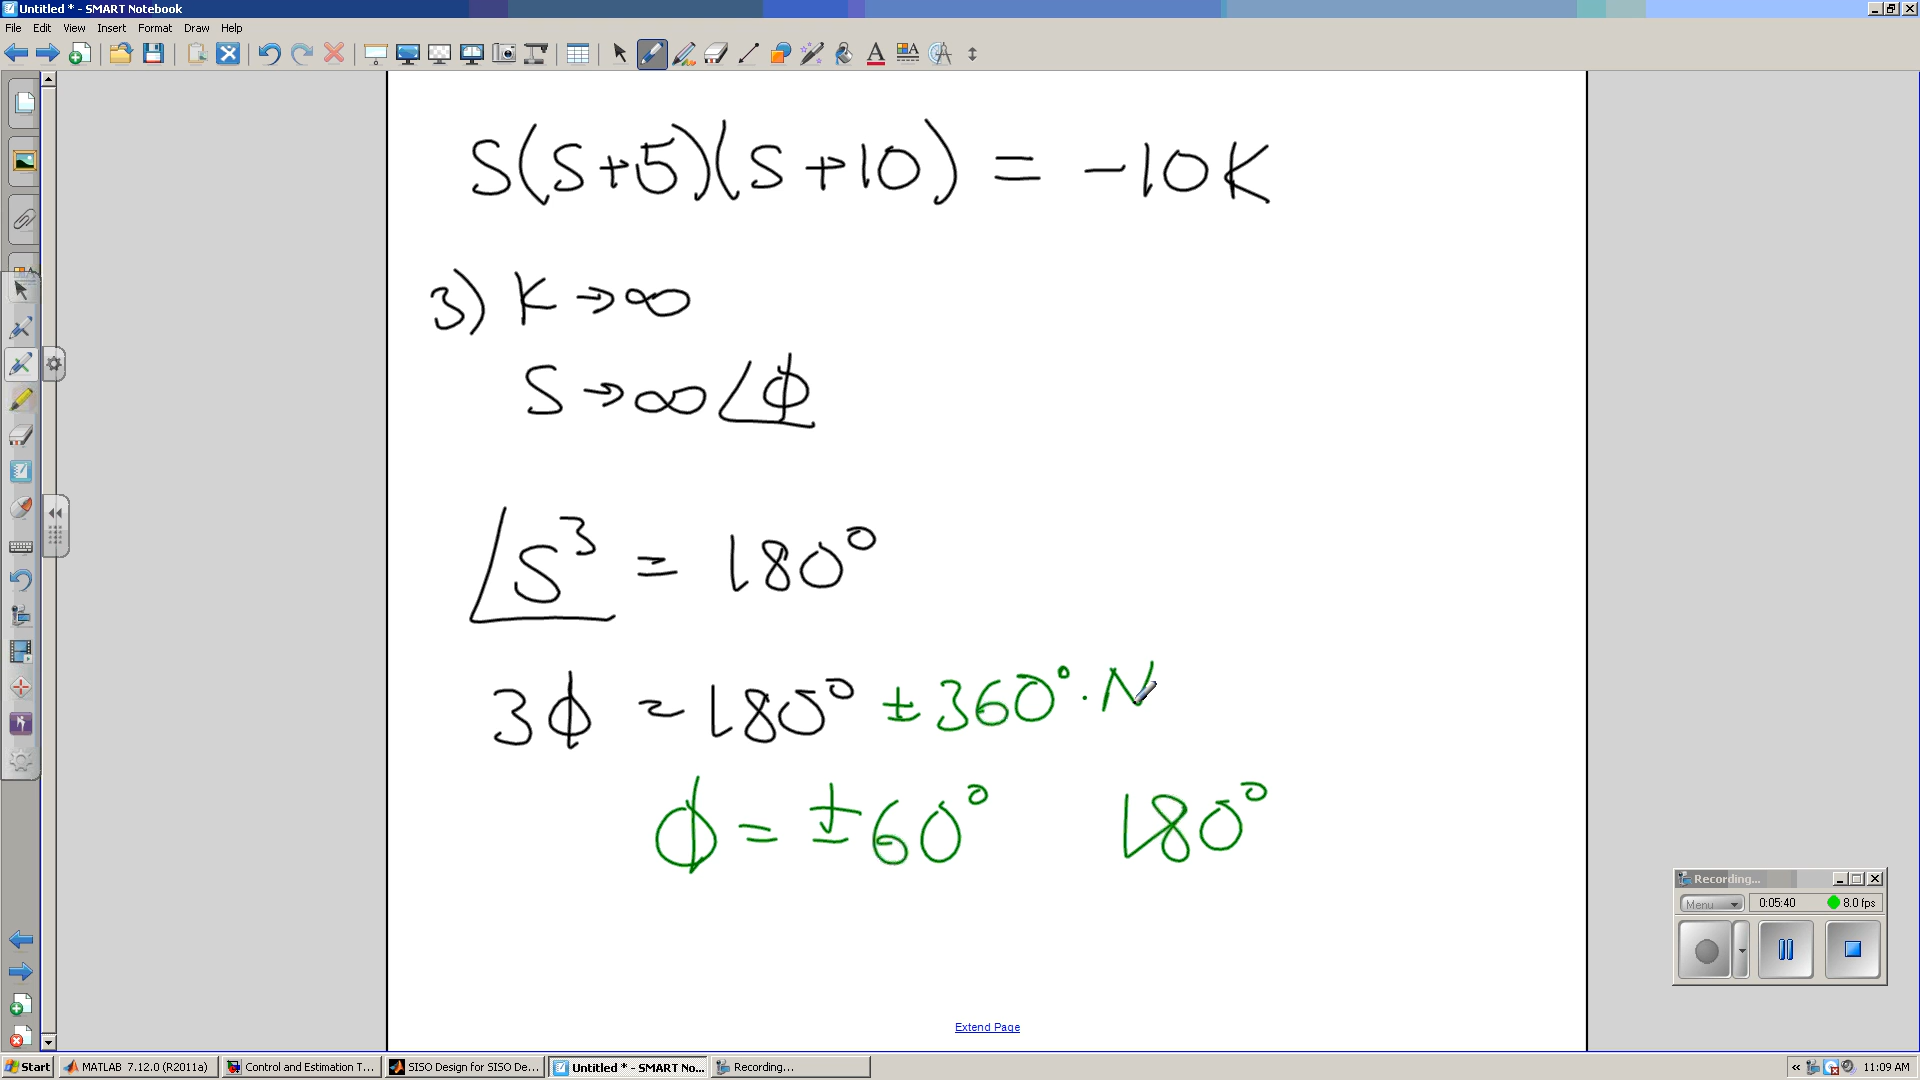 Untitled * - SMART Notebook
File Edit View Insert Format Draw Help
S(S+5)(S+10) = -10K
3) K→∞
S→∞∠ϕ
∠S³ = 180°
3ϕ = 180° ± 360° · N
ϕ = ±60° 180°
Extend Page
Recording...
Menu 0:05:40 8.0 fps
Start MATLAB 7.12.0 (R2011a) Control and Estimation T... SISO Design for SISO De... Untitled * - SMART No... Recording... « 11:09 AM